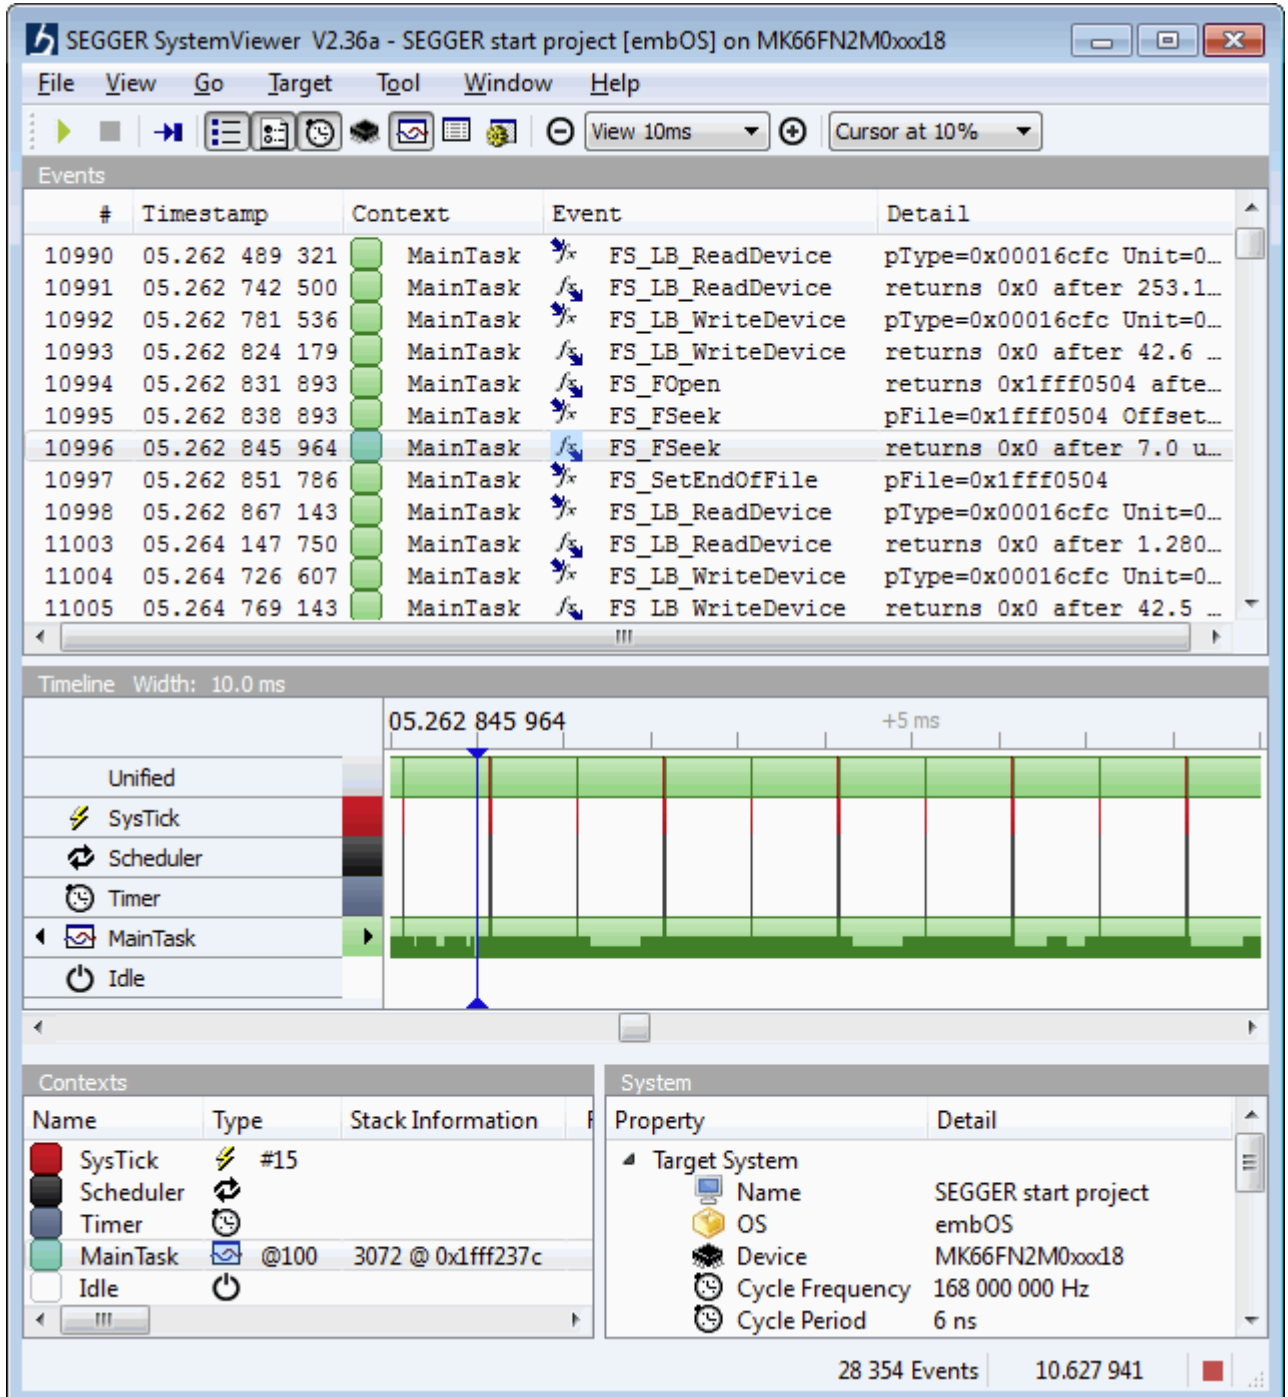 SEGGER SystemViewer V2.36a - SEGGER start project [embOS] on MK66FN2M0xxx18
File View Go Target Tool Window Help
View 10ms Cursor at 10%
Events
# Timestamp Context Event Detail
10990 05.262 489 321 MainTask FS_LB_ReadDevice pType=0x00016cfc Unit=0...
10991 05.262 742 500 MainTask FS_LB_ReadDevice returns 0x0 after 253.1...
10992 05.262 781 536 MainTask FS_LB_WriteDevice pType=0x00016cfc Unit=0...
10993 05.262 824 179 MainTask FS_LB_WriteDevice returns 0x0 after 42.6 ...
10994 05.262 831 893 MainTask FS_FOpen returns 0x1fff0504 afte...
10995 05.262 838 893 MainTask FS_FSeek pFile=0x1fff0504 Offset...
10996 05.262 845 964 MainTask FS_FSeek returns 0x0 after 7.0 u...
10997 05.262 851 786 MainTask FS_SetEndOfFile pFile=0x1fff0504
10998 05.262 867 143 MainTask FS_LB_ReadDevice pType=0x00016cfc Unit=0...
11003 05.264 147 750 MainTask FS_LB_ReadDevice returns 0x0 after 1.280...
11004 05.264 726 607 MainTask FS_LB_WriteDevice pType=0x00016cfc Unit=0...
11005 05.264 769 143 MainTask FS_LB_WriteDevice returns 0x0 after 42.5 ...
Timeline Width: 10.0 ms
05.262 845 964 +5 ms
Unified
SysTick
Scheduler
Timer
MainTask
Idle
Contexts
Name Type Stack Information
SysTick #15
Scheduler
Timer
MainTask @100 3072 @ 0x1fff237c
Idle
System
Property Detail
Target System
Name SEGGER start project
OS embOS
Device MK66FN2M0xxx18
Cycle Frequency 168 000 000 Hz
Cycle Period 6 ns
28 354 Events 10.627 941